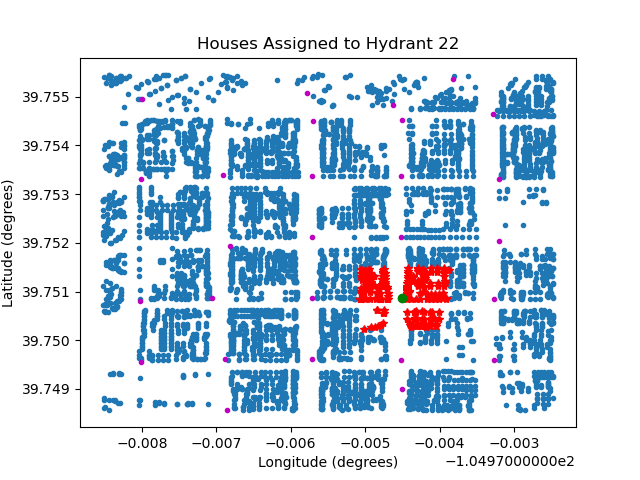 Houses Assigned to Hydrant 22
Latitude (degrees)
39.755
39.754
39.753
39.752
39.751
39.750
39.749
−0.008 −0.007 −0.006 −0.005 −0.004 −0.003
Longitude (degrees)
−1.04970000000e2